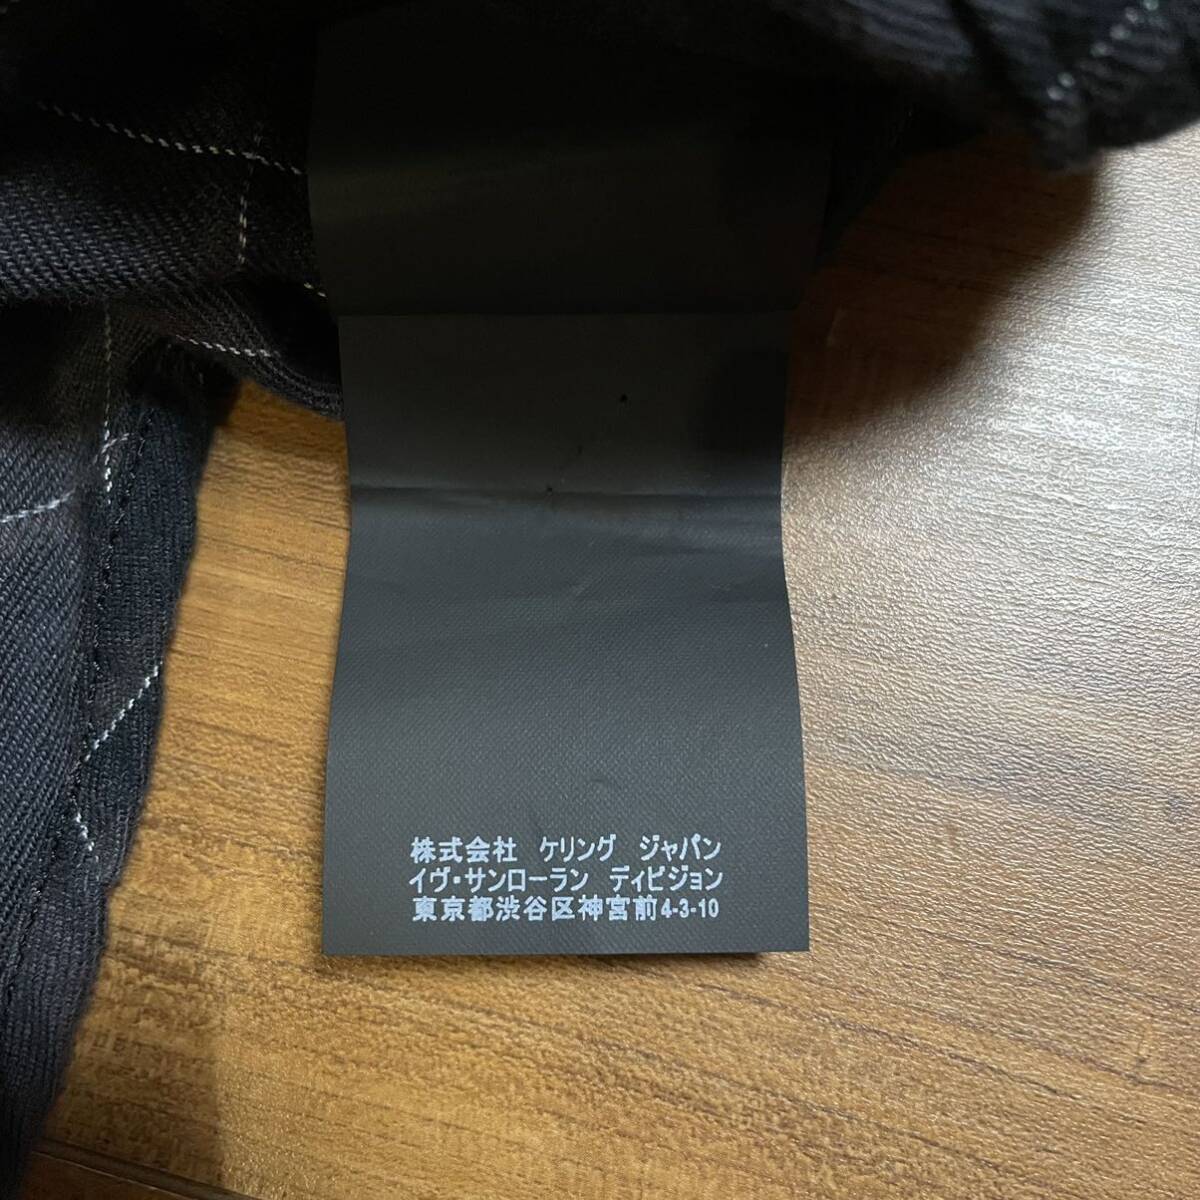 株式会社 ケリング ジャパン
イヴ・サンローラン ディビジョン
東京都渋谷区神宮前4-3-10